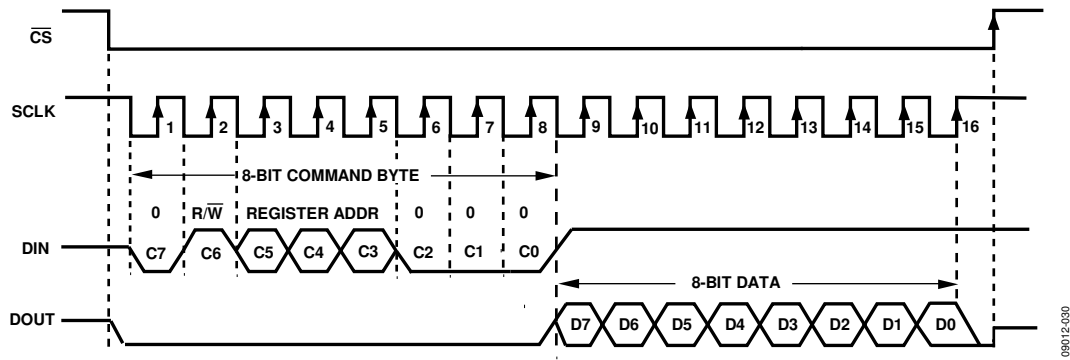 CS
SCLK
1 2 3 4 5 6 7 8 9 10 11 12 13 14 15 16
8-BIT COMMAND BYTE
0 R/W REGISTER ADDR 0 0 0
DIN C7 C6 C5 C4 C3 C2 C1 C0
8-BIT DATA
DOUT D7 D6 D5 D4 D3 D2 D1 D0
09012-030